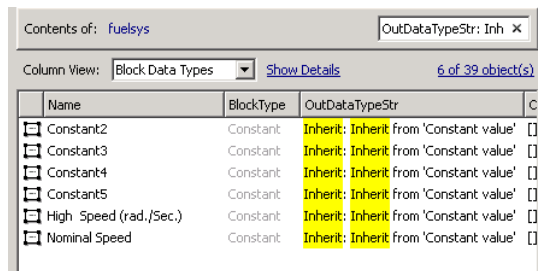 Contents of: fuelsys OutDataTypeStr: Inh ×
Column View: Block Data Types Show Details 6 of 39 object(s)
Name BlockType OutDataTypeStr C
Constant2 Constant Inherit: Inherit from 'Constant value' []
Constant3 Constant Inherit: Inherit from 'Constant value' []
Constant4 Constant Inherit: Inherit from 'Constant value' []
Constant5 Constant Inherit: Inherit from 'Constant value' []
High Speed (rad./Sec.) Constant Inherit: Inherit from 'Constant value' []
Nominal Speed Constant Inherit: Inherit from 'Constant value' []